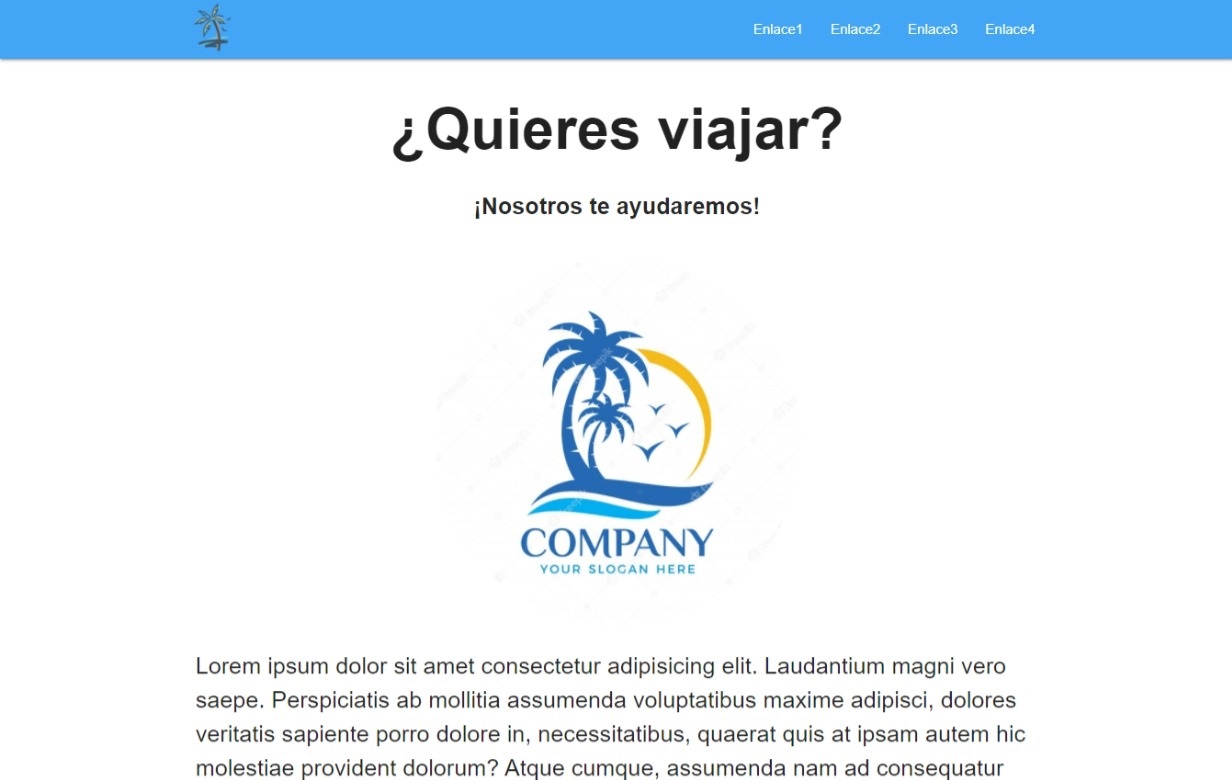 Enlace1 Enlace2 Enlace3 Enlace4
¿Quieres viajar?
¡Nosotros te ayudaremos!
COMPANY
YOUR SLOGAN HERE
Lorem ipsum dolor sit amet consectetur adipisicing elit. Laudantium magni vero
saepe. Perspiciatis ab mollitia assumenda voluptatibus maxime adipisci, dolores
veritatis sapiente porro dolore in, necessitatibus, quaerat quis at ipsam autem hic
molestiae provident dolorum? Atque cumque, assumenda nam ad consequatur